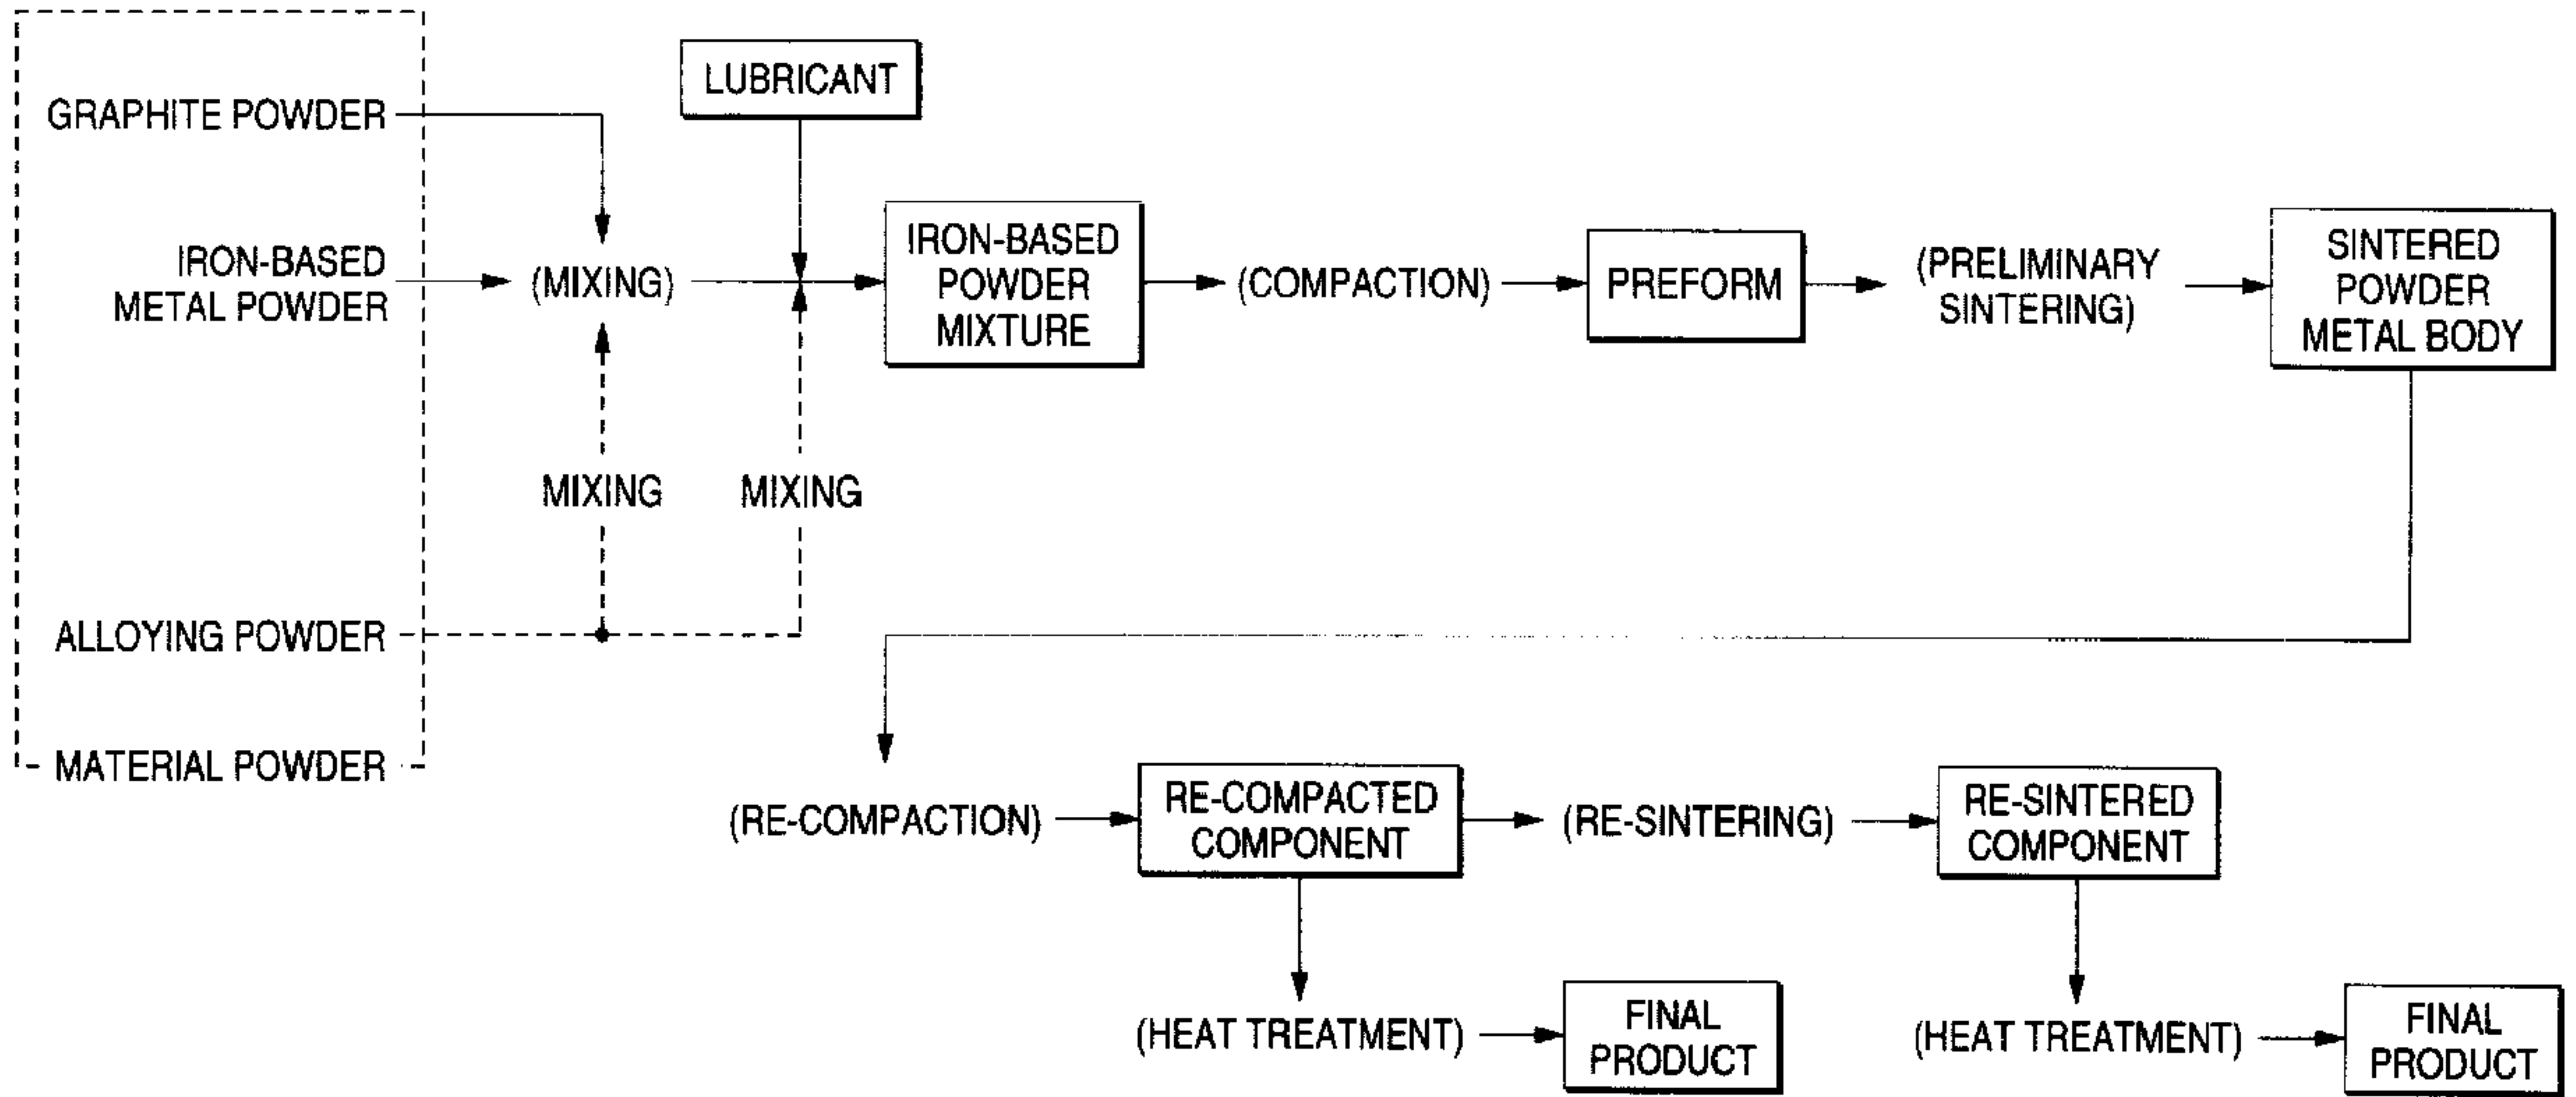 LUBRICANT
GRAPHITE POWDER
IRON-BASED
METAL POWDER
(MIXING)
IRON-BASED
POWDER
MIXTURE
(COMPACTION)
PREFORM
(PRELIMINARY
SINTERING)
SINTERED
POWDER
METAL BODY
MIXING
MIXING
ALLOYING POWDER
MATERIAL POWDER
(RE-COMPACTION)
RE-COMPACTED
COMPONENT
(RE-SINTERING)
RE-SINTERED
COMPONENT
(HEAT TREATMENT)
FINAL
PRODUCT
(HEAT TREATMENT)
FINAL
PRODUCT